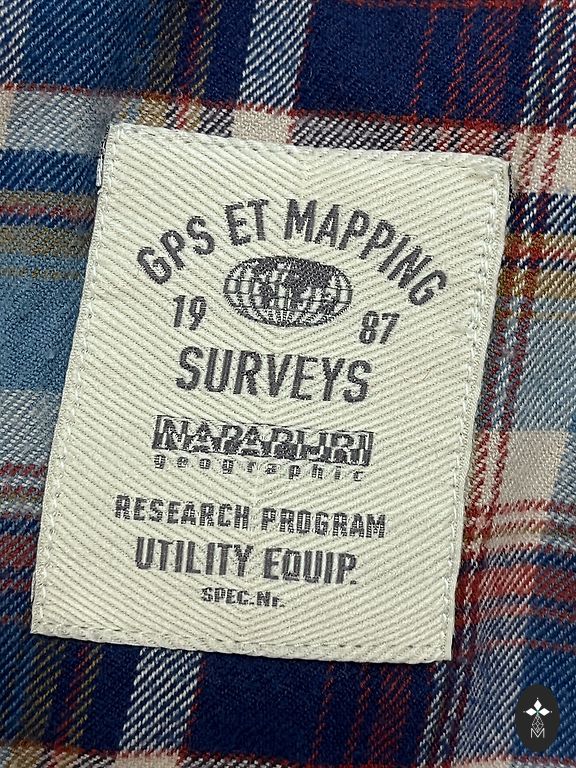 GPS ET MAPPING
19 87
SURVEYS
NAPAPIJRI
geographic
RESEARCH PROGRAM
UTILITY EQUIP.
SPEC.Nr.
M